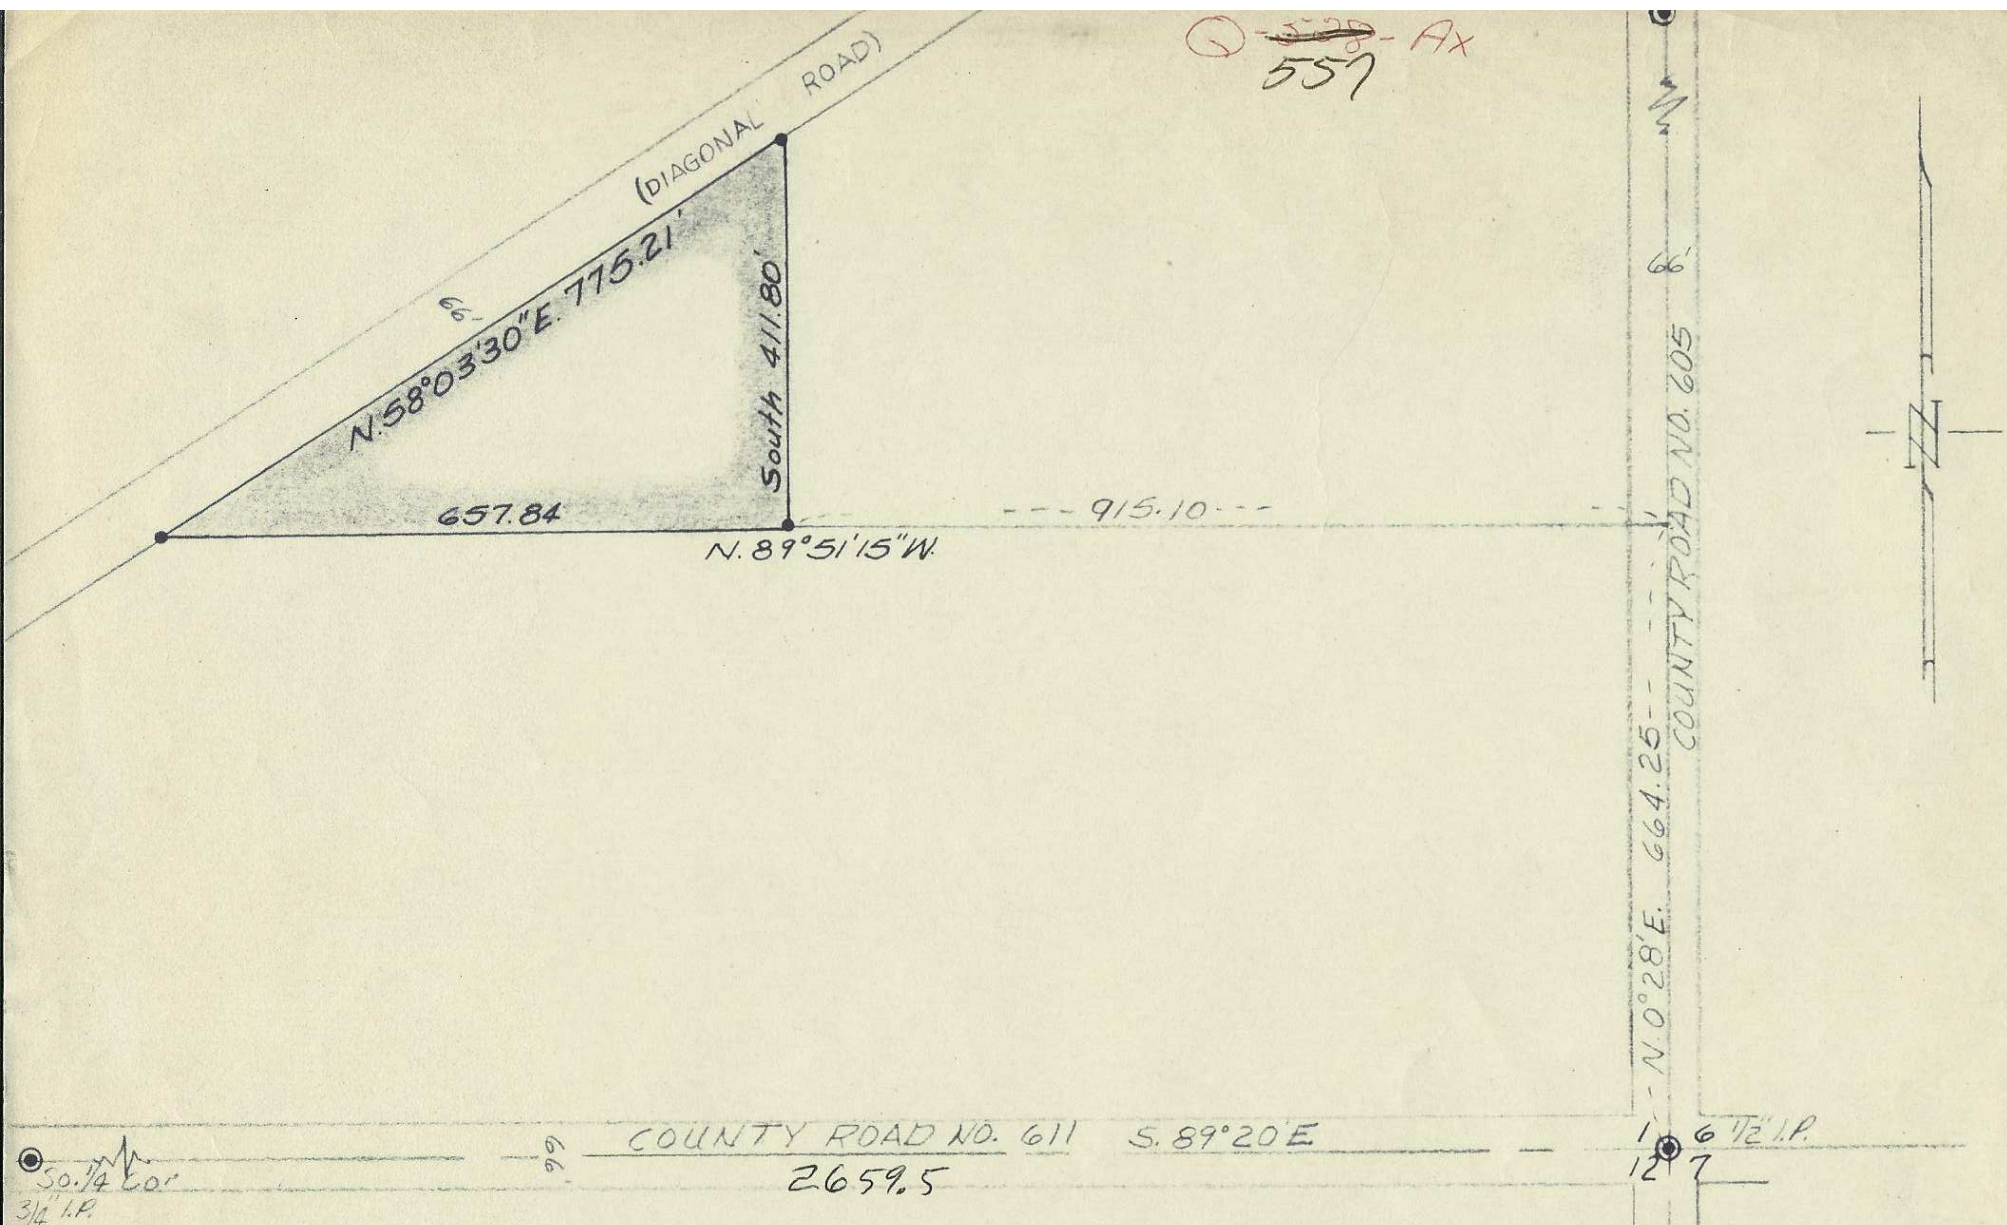 Q - 528 - Ax
557
(DIAGONAL ROAD)
66'
N.58°03'30"E. 775.21'
South 411.80'
657.84
N. 89°51'15"W.
---915.10---
66'
COUNTY ROAD NO. 605
N. 0°28'E. 664.25---
N
COUNTY ROAD NO. 611 S. 89°20'E
2659.5
66'
So. 1/4 Cor
3/4" I.P.
1 6 1/2" I.P.
12 7